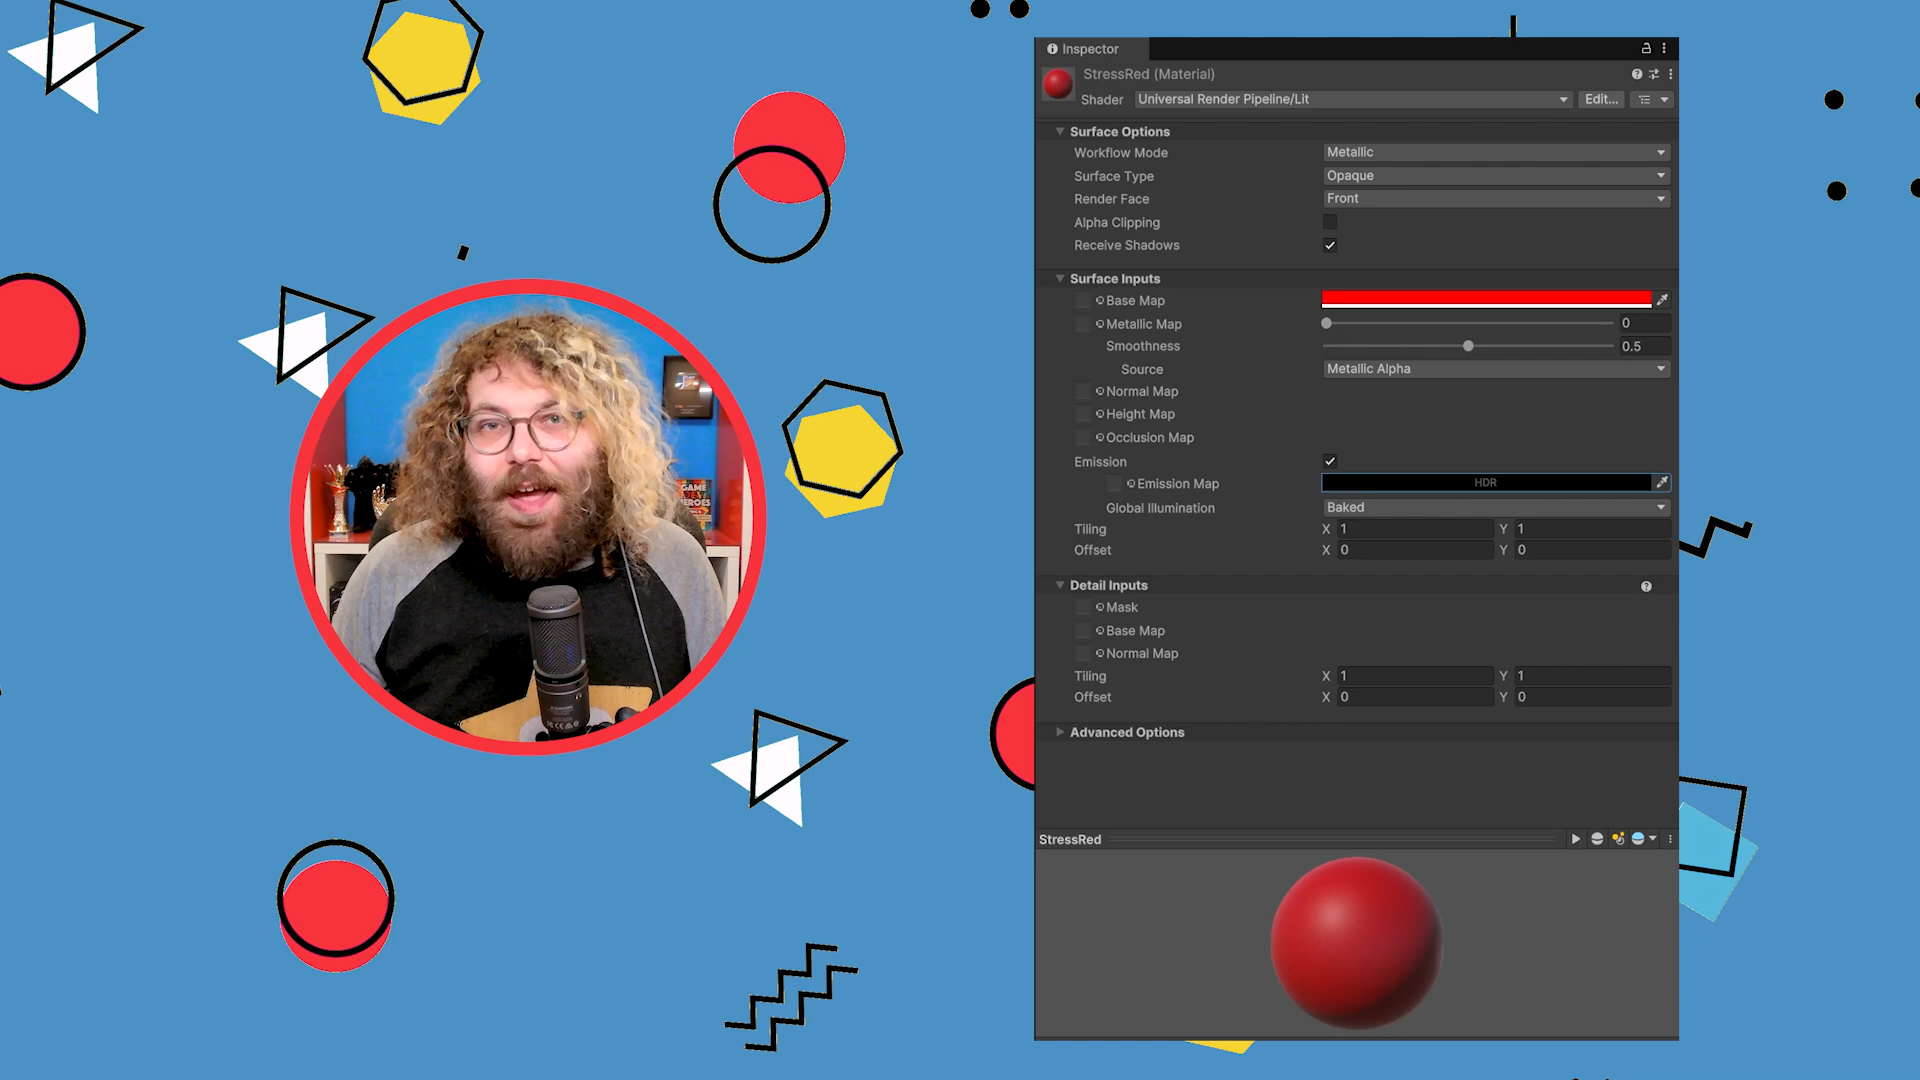 Inspector
StressRed (Material)
Shader Universal Render Pipeline/Lit Edit...
Surface Options
Workflow Mode Metallic
Surface Type Opaque
Render Face Front
Alpha Clipping
Receive Shadows
Surface Inputs
Base Map
Metallic Map 0
Smoothness 0.5
Source Metallic Alpha
Normal Map
Height Map
Occlusion Map
Emission
Emission Map HDR
Global Illumination Baked
Tiling X 1 Y 1
Offset X 0 Y 0
Detail Inputs
Mask
Base Map
Normal Map
Tiling X 1 Y 1
Offset X 0 Y 0
Advanced Options
StressRed
GAME
DEV
HEROES